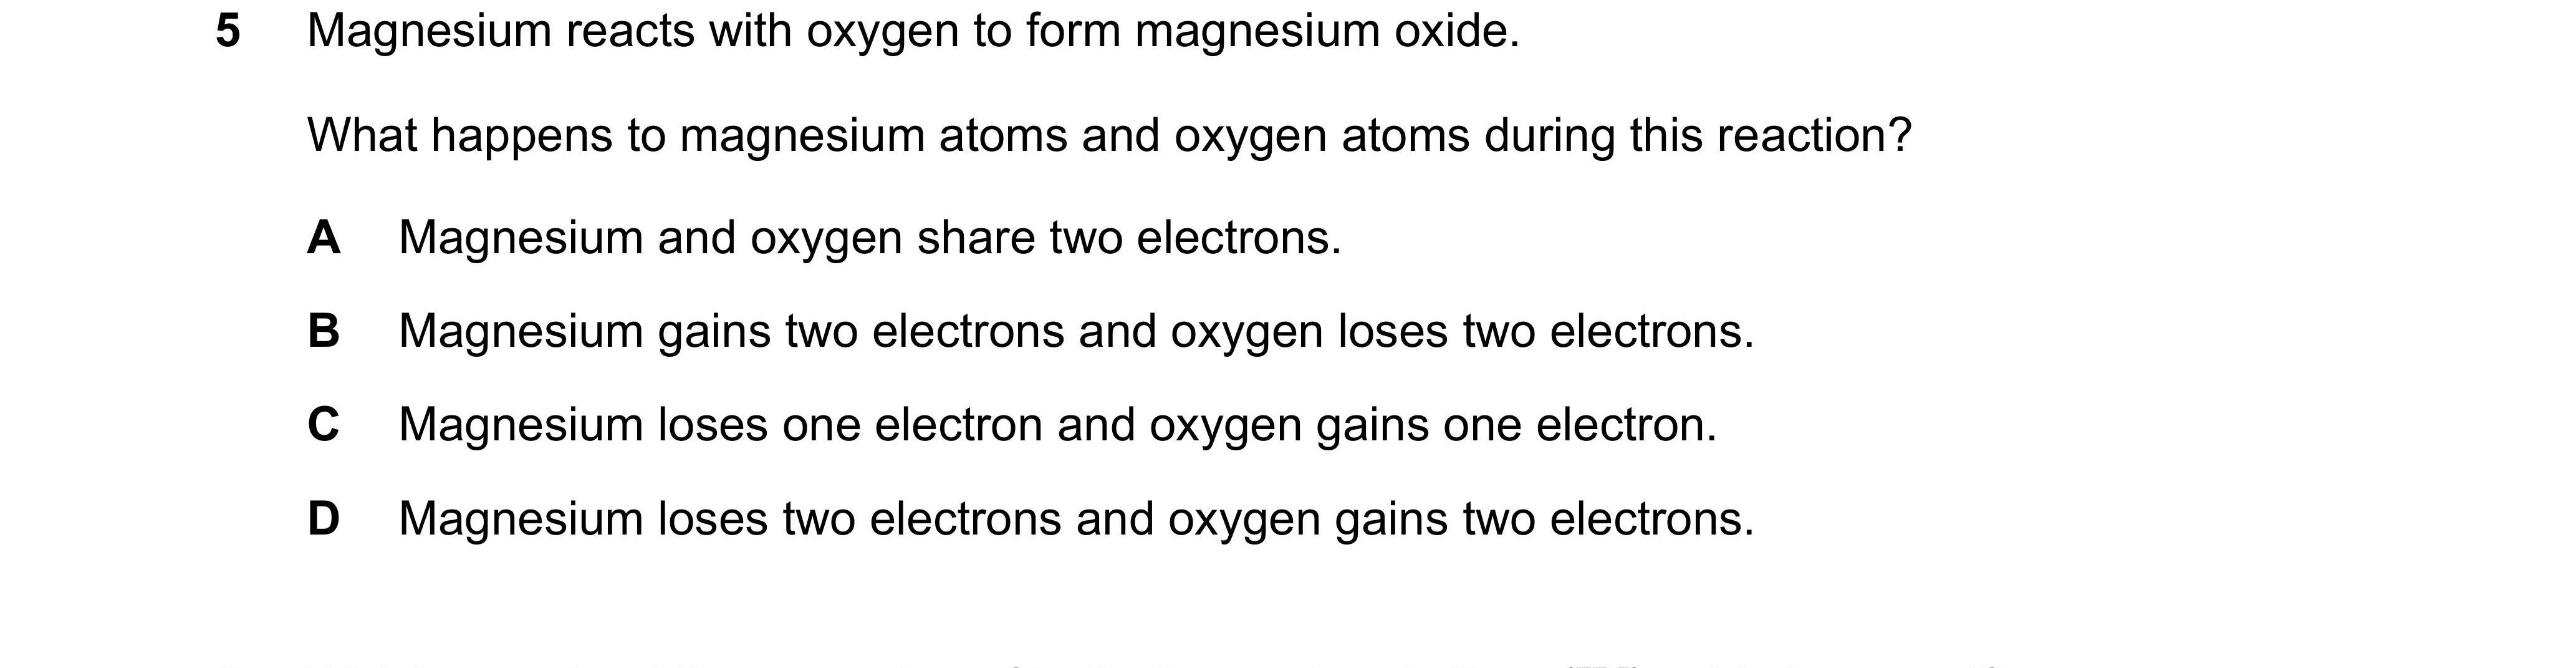 5 Magnesium reacts with oxygen to form magnesium oxide.
What happens to magnesium atoms and oxygen atoms during this reaction?
A Magnesium and oxygen share two electrons.
B Magnesium gains two electrons and oxygen loses two electrons.
C Magnesium loses one electron and oxygen gains one electron.
D Magnesium loses two electrons and oxygen gains two electrons.